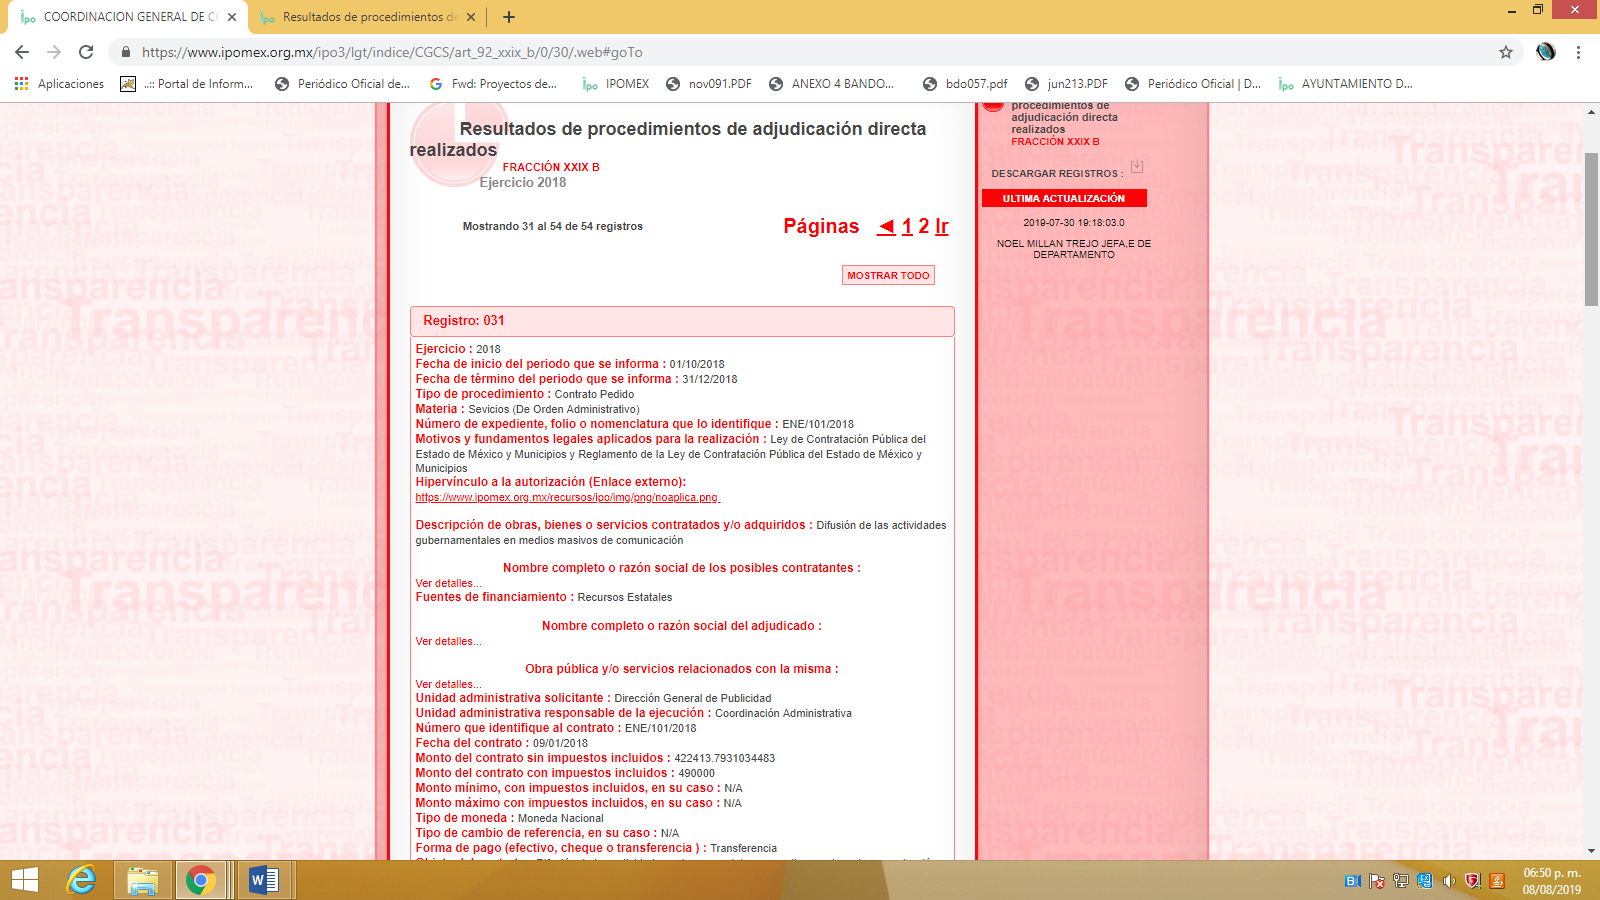 COORDINACION GENERAL DE CO
Resultados de procedimientos de
https://www.ipomex.org.mx/ipo3/lgt/indice/CGCS/art_92_xxix_b/0/30/.web#goTo
Aplicaciones
..:: Portal de Inform...
Periódico Oficial de...
Fwd: Proyectos de...
IPOMEX
nov091.PDF
ANEXO 4 BANDO...
bdo057.pdf
jun213.PDF
Periódico Oficial | D...
AYUNTAMIENTO D...
Resultados de procedimientos de adjudicación directa
realizados
FRACCIÓN XXIX B
Ejercicio 2018
Mostrando 31 al 54 de 54 registros
Páginas ◄ 1 2 Ir
MOSTRAR TODO
Registro: 031
Ejercicio : 2018
Fecha de inicio del periodo que se informa : 01/10/2018
Fecha de término del periodo que se informa : 31/12/2018
Tipo de procedimiento : Contrato Pedido
Materia : Sevicios (De Orden Administrativo)
Número de expediente, folio o nomenclatura que lo identifique : ENE/101/2018
Motivos y fundamentos legales aplicados para la realización : Ley de Contratación Pública del
Estado de México y Municipios y Reglamento de la Ley de Contratación Pública del Estado de México y
Municipios
Hipervínculo a la autorización (Enlace externo):
https://www.ipomex.org.mx/recursos/ipo/img/png/noaplica.png
Descripción de obras, bienes o servicios contratados y/o adquiridos : Difusión de las actividades
gubernamentales en medios masivos de comunicación
Nombre completo o razón social de los posibles contratantes :
Ver detalles...
Fuentes de financiamiento : Recursos Estatales
Nombre completo o razón social del adjudicado :
Ver detalles...
Obra pública y/o servicios relacionados con la misma :
Ver detalles...
Unidad administrativa solicitante : Dirección General de Publicidad
Unidad administrativa responsable de la ejecución : Coordinación Administrativa
Número que identifique al contrato : ENE/101/2018
Fecha del contrato : 09/01/2018
Monto del contrato sin impuestos incluidos : 422413.7931034483
Monto del contrato con impuestos incluidos : 490000
Monto mínimo, con impuestos incluidos, en su caso : N/A
Monto máximo con impuestos incluidos, en su caso : N/A
Tipo de moneda : Moneda Nacional
Tipo de cambio de referencia, en su caso : N/A
Forma de pago (efectivo, cheque o transferencia ) : Transferencia
procedimientos de
adjudicación directa
realizados
FRACCIÓN XXIX B
DESCARGAR REGISTROS :
ULTIMA ACTUALIZACIÓN
2019-07-30 19:18:03.0
NOEL MILLAN TREJO JEFA,E DE
DEPARTAMENTO
06:50 p. m.
08/08/2019